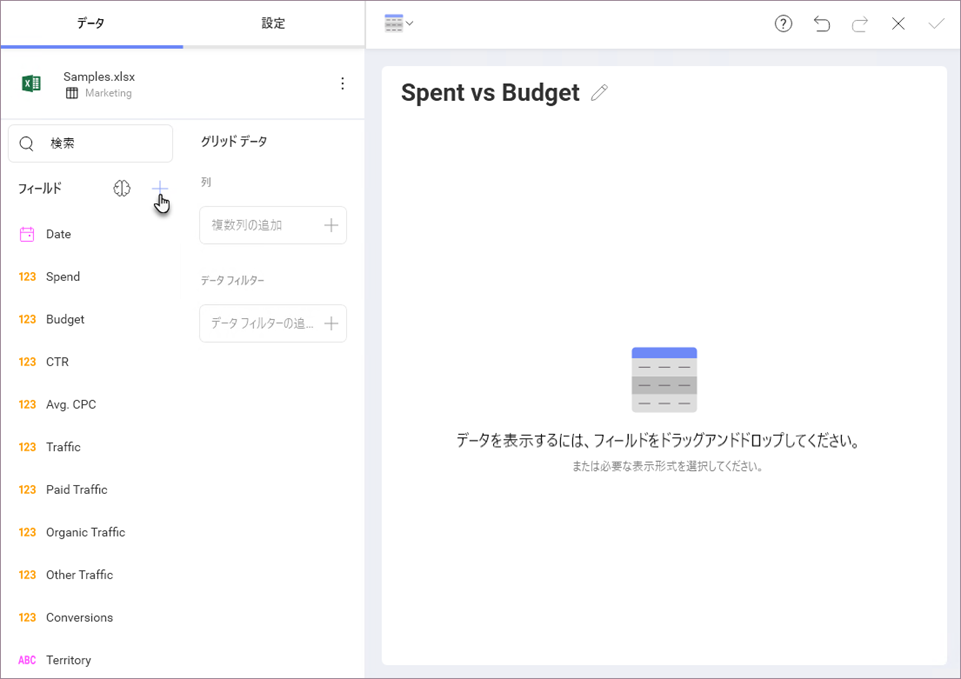 データ
設定
Samples.xlsx
Marketing
検索
フィールド
Date
123 Spend
123 Budget
123 CTR
123 Avg. CPC
123 Traffic
123 Paid Traffic
123 Organic Traffic
123 Other Traffic
123 Conversions
ABC Territory
グリッド データ
列
複数列の追加
データ フィルター
データ フィルターの追...
Spent vs Budget
データを表示するには、フィールドをドラッグアンドドロップしてください。
または必要な表示形式を選択してください。